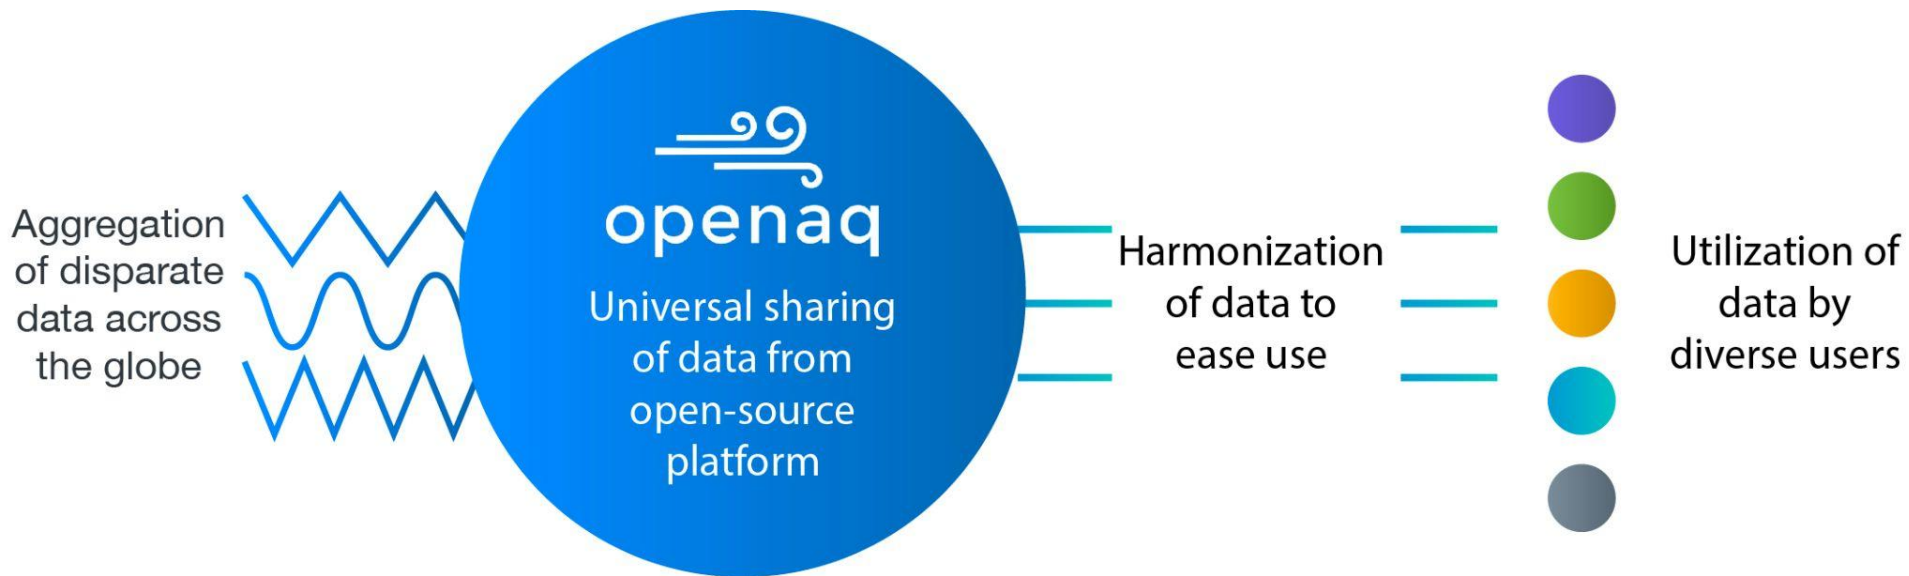 Aggregation
of disparate
data across
the globe
openaq
Universal sharing
of data from
open-source
platform
Harmonization
of data to
ease use
Utilization of
data by
diverse users